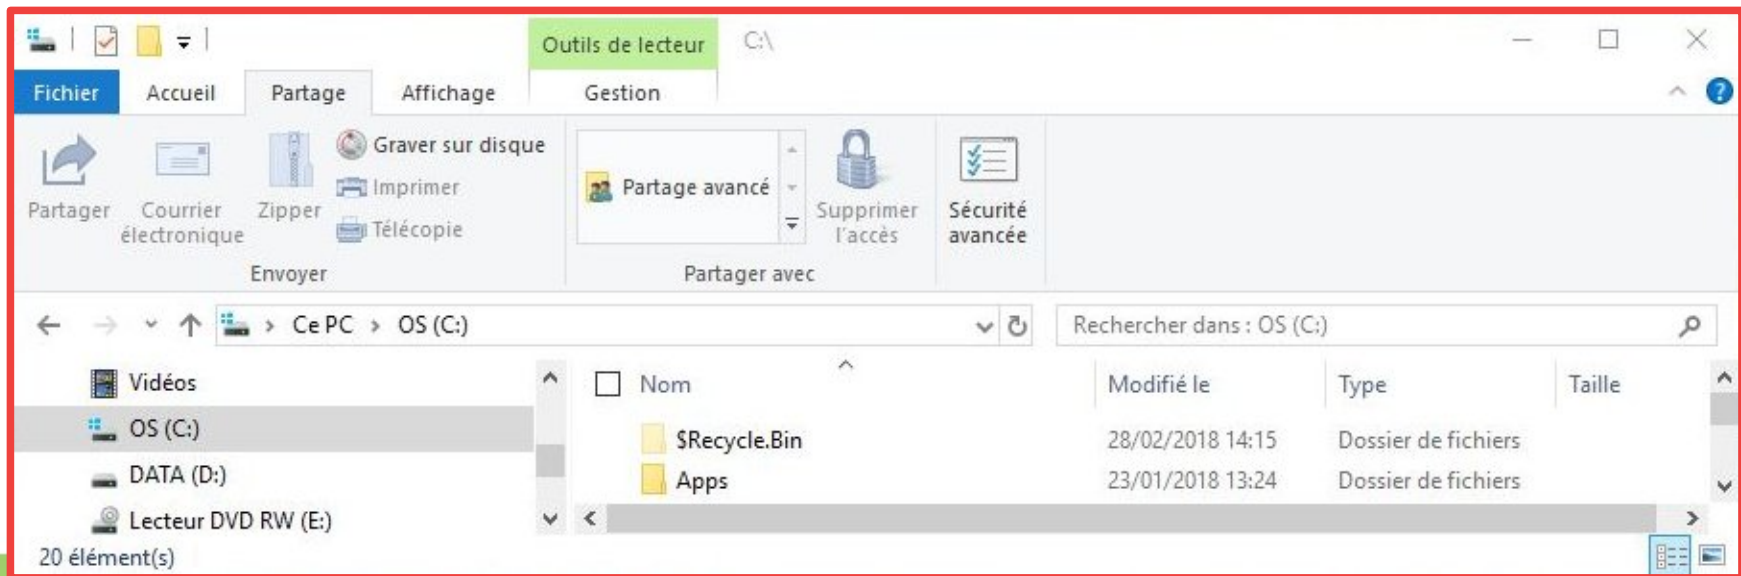 Outils de lecteur C:\
Fichier Accueil Partage Affichage Gestion
Partager
Courrier
électronique
Zipper
Graver sur disque
Imprimer
Télécopie
Envoyer
Partage avancé
Supprimer
l'accès
Partager avec
Sécurité
avancée
Ce PC > OS (C:)
Rechercher dans : OS (C:)
Vidéos
OS (C:)
DATA (D:)
Lecteur DVD RW (E:)
Nom Modifié le Type Taille
$Recycle.Bin 28/02/2018 14:15 Dossier de fichiers
Apps 23/01/2018 13:24 Dossier de fichiers
20 élément(s)